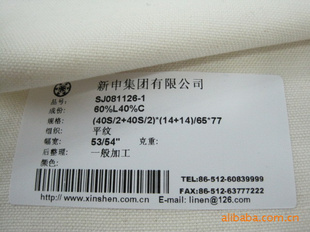 新申集团有限公司
品号: SJ081126-1
成份: 60%L40%C
规格: (40S/2+40S/2)*(14+14)/65*77
组织: 平纹
幅宽: 53/54" 克重:
后整理: 一般加工
TEL:86-512-60839999
FAX:86-512-63777222
http://www.xinshen.com.cn E-mail: linen@126.com
alibaba.com.cn